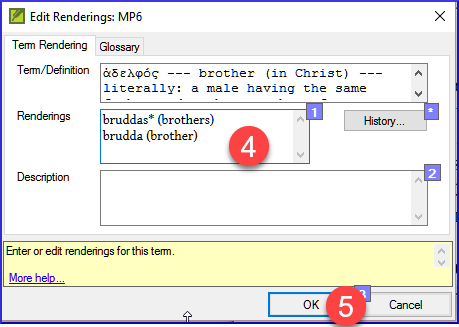 Edit Renderings: MP6
Term Rendering
Glossary
Term/Definition
ἀδελφός --- brother (in Christ) ---
literally: a male having the same
Renderings
bruddas* (brothers)
brudda (brother)
1
4
History...
*
Description
2
Enter or edit renderings for this term.
More help...
OK
5
3
Cancel